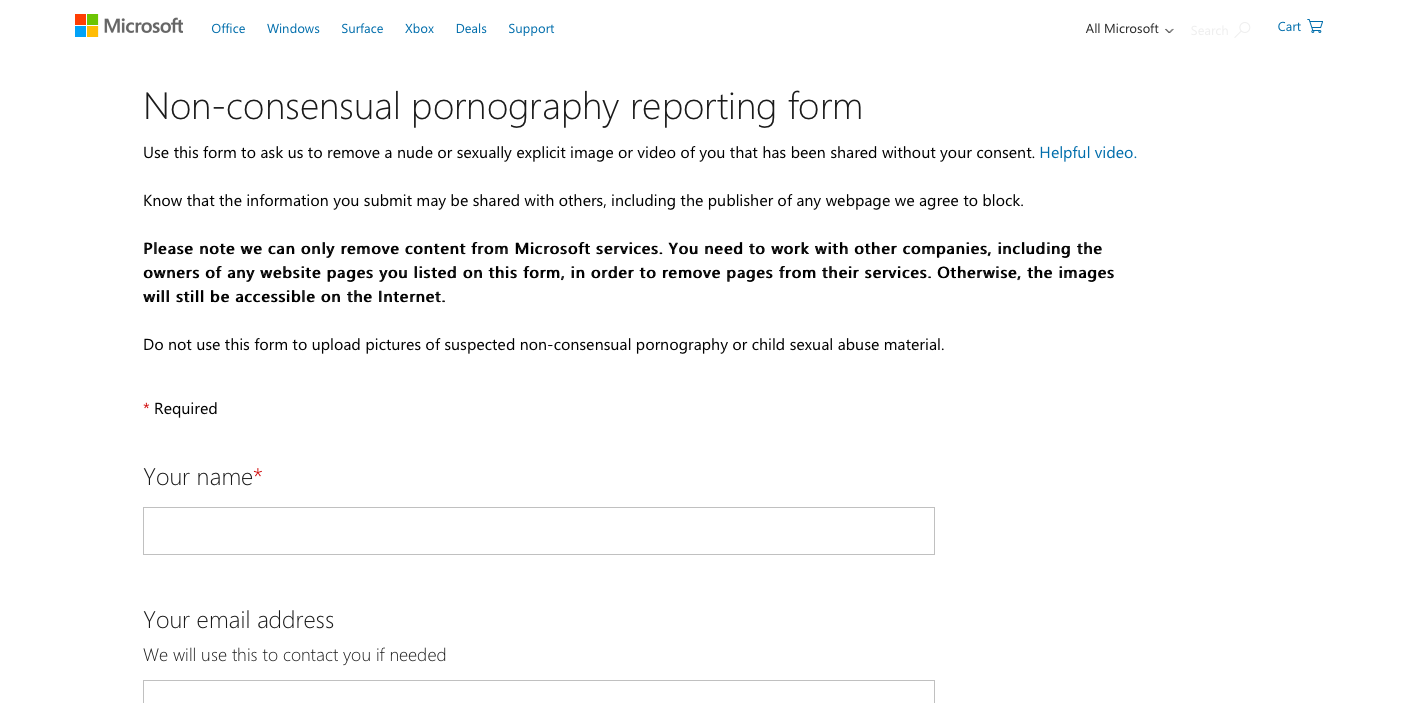 Microsoft Office Windows Surface Xbox Deals Support All Microsoft Search Cart
Non-consensual pornography reporting form
Use this form to ask us to remove a nude or sexually explicit image or video of you that has been shared without your consent. Helpful video.
Know that the information you submit may be shared with others, including the publisher of any webpage we agree to block.
Please note we can only remove content from Microsoft services. You need to work with other companies, including the
owners of any website pages you listed on this form, in order to remove pages from their services. Otherwise, the images
will still be accessible on the Internet.
Do not use this form to upload pictures of suspected non-consensual pornography or child sexual abuse material.
* Required
Your name*
Your email address
We will use this to contact you if needed